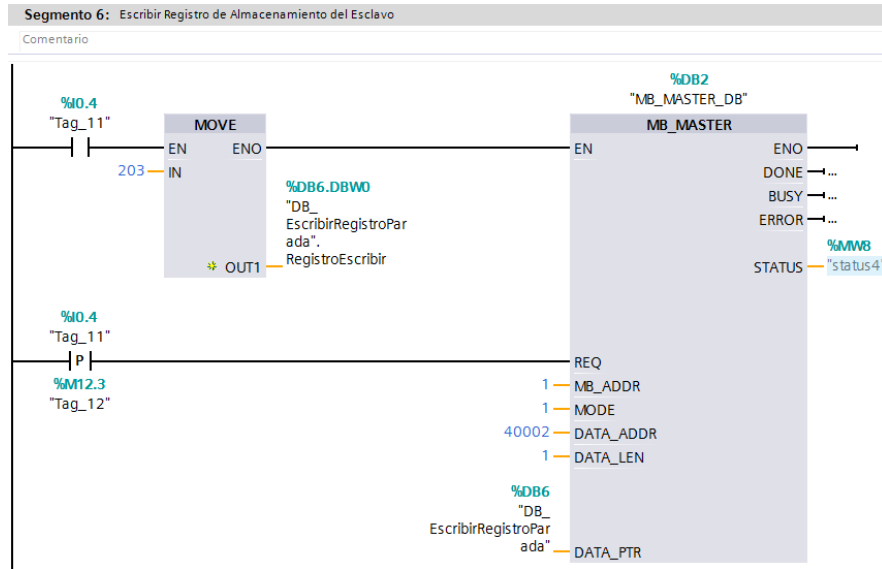 Segmento 6: Escribir Registro de Almacenamiento del Esclavo
Comentario
%I0.4
"Tag_11"
MOVE
EN ENO
203 IN
OUT1
%DB6.DBW0
"DB_
EscribirRegistroPar
ada".
RegistroEscribir
%DB2
"MB_MASTER_DB"
MB_MASTER
EN ENO
DONE ...
BUSY ...
ERROR ...
%MW8
STATUS "status4"
%I0.4
"Tag_11"
P
%M12.3
"Tag_12"
REQ
1 MB_ADDR
1 MODE
40002 DATA_ADDR
1 DATA_LEN
%DB6
"DB_
EscribirRegistroPar
ada" DATA_PTR